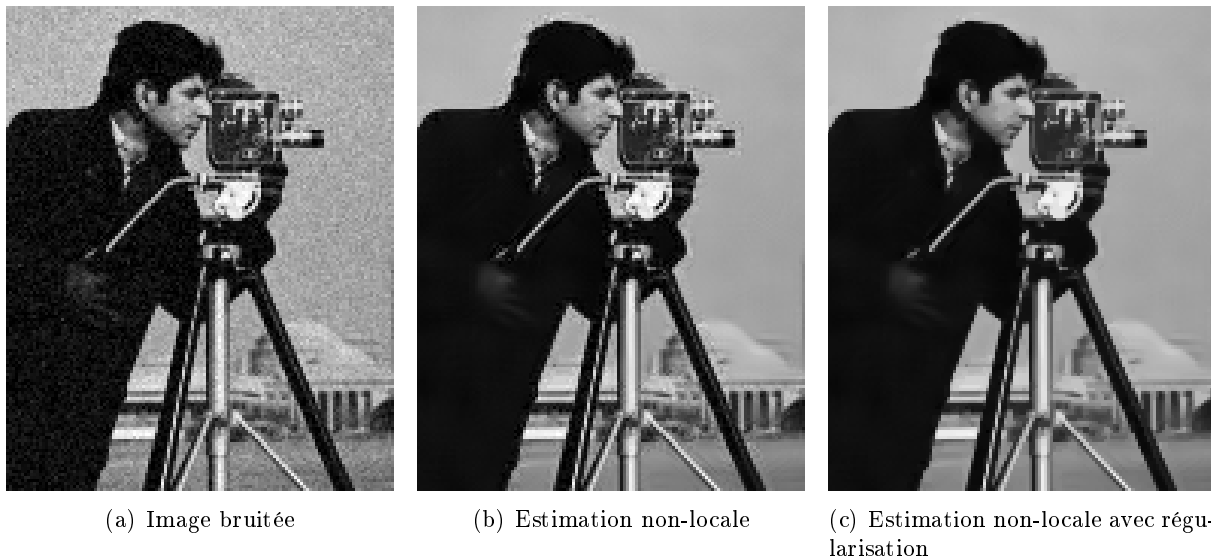 (a) Image bruitée
(b) Estimation non-locale
(c) Estimation non-locale avec régu-
larisation